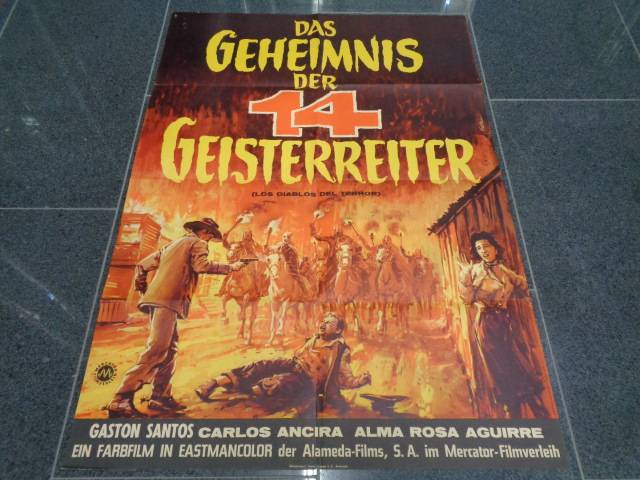 DAS
GEHEIMNIS
DER
14
GEISTERREITER
(LOS DIABLOS DEL TERROR)
GASTON SANTOS CARLOS ANCIRA ALMA ROSA AGUIRRE
EIN FARBFILM IN EASTMANCOLOR der Alameda-Films, S. A. im Mercator-Filmverleih